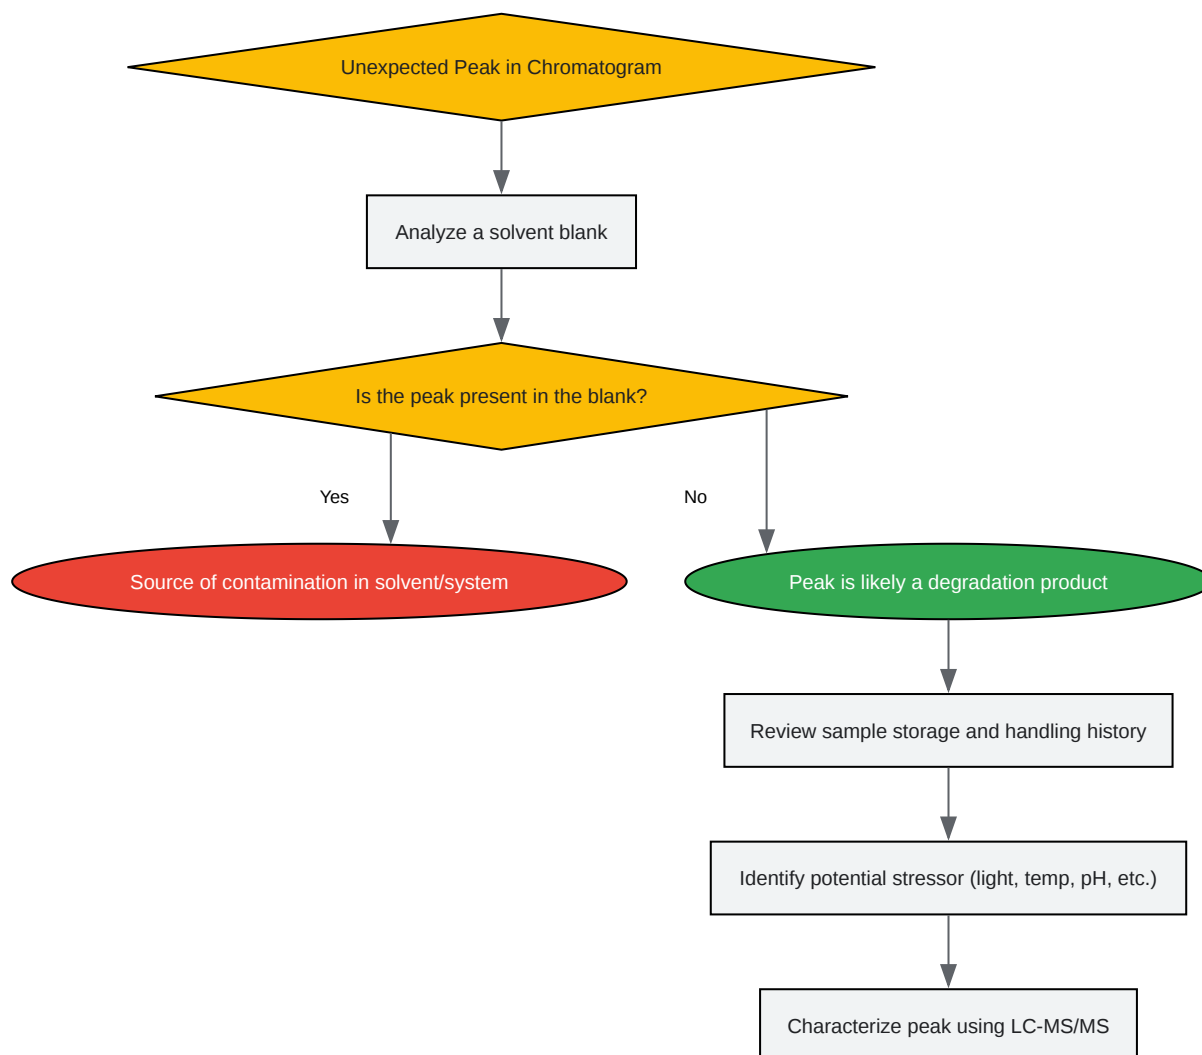 Unexpected Peak in Chromatogram
Analyze a solvent blank
Is the peak present in the blank?
Yes
No
Source of contamination in solvent/system
Peak is likely a degradation product
Review sample storage and handling history
Identify potential stressor (light, temp, pH, etc.)
Characterize peak using LC-MS/MS